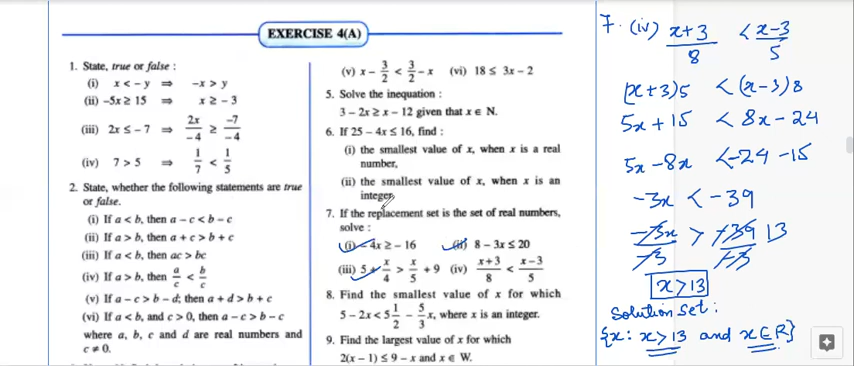 EXERCISE 4(A)
1. State, true or false :
(i) x < – y ⇒ –x > y
(ii) –5x ≥ 15 ⇒ x ≥ – 3
(iii) 2x ≤ – 7 ⇒ 2x/–4 ≥ –7/–4
(iv) 7 > 5 ⇒ 1/7 < 1/5
2. State, whether the following statements are true
or false.
(i) If a < b, then a – c < b – c
(ii) If a > b, then a + c > b + c
(iii) If a < b, then ac > bc
(iv) If a > b, then a/c < b/c
(v) If a – c > b – d; then a + d > b + c
(vi) If a < b, and c > 0, then a – c > b – c
where a, b, c and d are real numbers and
c ≠ 0.
(v) x – 3/2 < 3/2 – x (vi) 18 ≤ 3x – 2
5. Solve the inequation :
3 – 2x ≥ x – 12 given that x ∈ N.
6. If 25 – 4x ≤ 16, find :
(i) the smallest value of x, when x is a real
number,
(ii) the smallest value of x, when x is an
integer.
7. If the replacement set is the set of real numbers,
solve :
(i) – 4x ≥ – 16 (ii) 8 – 3x ≤ 20
(iii) 5 + x/4 > x/5 + 9 (iv) x+3/8 < x–3/5
8. Find the smallest value of x for which
5 – 2x < 5 1/2 – 5/3 x, where x is an integer.
9. Find the largest value of x for which
2(x – 1) ≤ 9 – x and x ∈ W.
7. (iv) x+3/8 < x-3/5
(x+3)5 < (x-3)8
5x + 15 < 8x - 24
5x - 8x < -24 - 15
-3x < -39
-3x/-3 > -39/-3 13
x > 13
Solution Set :
{x : x > 13 and x ∈ R}